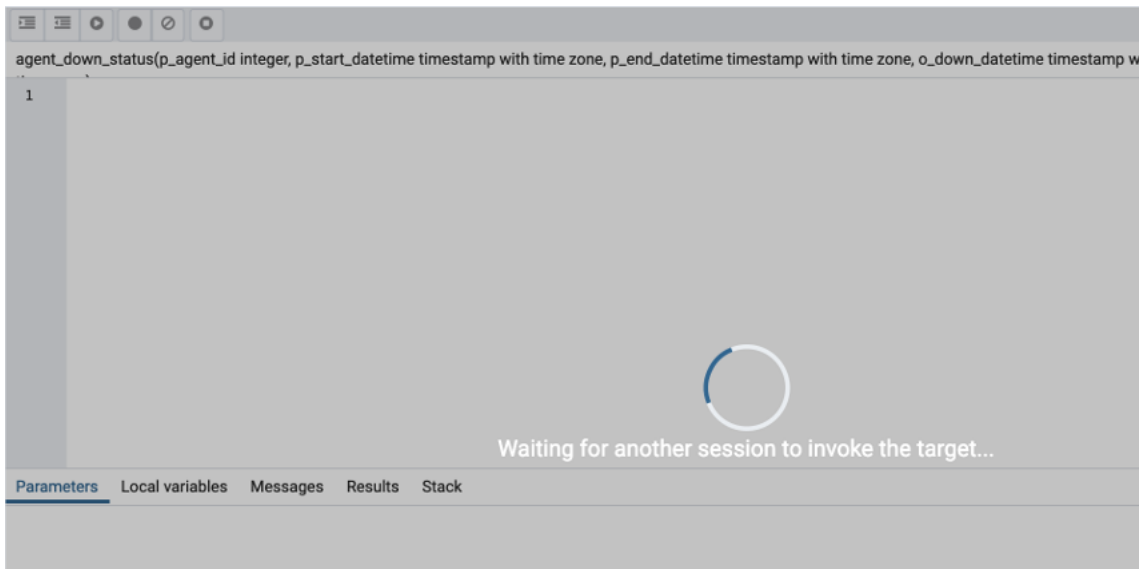 agent_down_status(p_agent_id integer, p_start_datetime timestamp with time zone, p_end_datetime timestamp with time zone, o_down_datetime timestamp
1
Waiting for another session to invoke the target...
Parameters Local variables Messages Results Stack